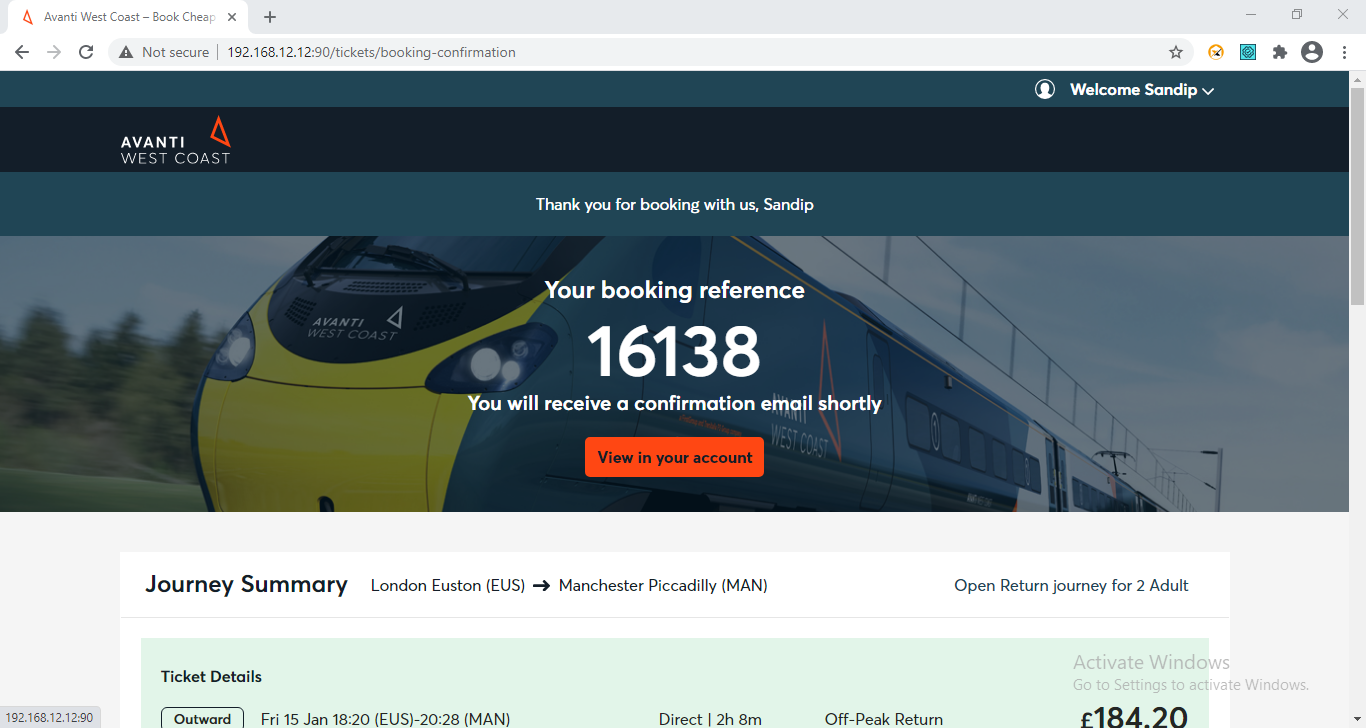 Avanti West Coast – Book Cheap
Not secure
192.168.12.12:90/tickets/booking-confirmation
Welcome Sandip
AVANTI
WEST COAST
Thank you for booking with us, Sandip
Your booking reference
16138
You will receive a confirmation email shortly
View in your account
AVANTI
WEST COAST
AVANTI
WEST COAST
Journey Summary
London Euston (EUS) → Manchester Piccadilly (MAN)
Open Return journey for 2 Adult
Ticket Details
Outward
Fri 15 Jan 18:20 (EUS)-20:28 (MAN)
Direct | 2h 8m
Off-Peak Return
£184.20
Activate Windows
Go to Settings to activate Windows.
192.168.12.12:90